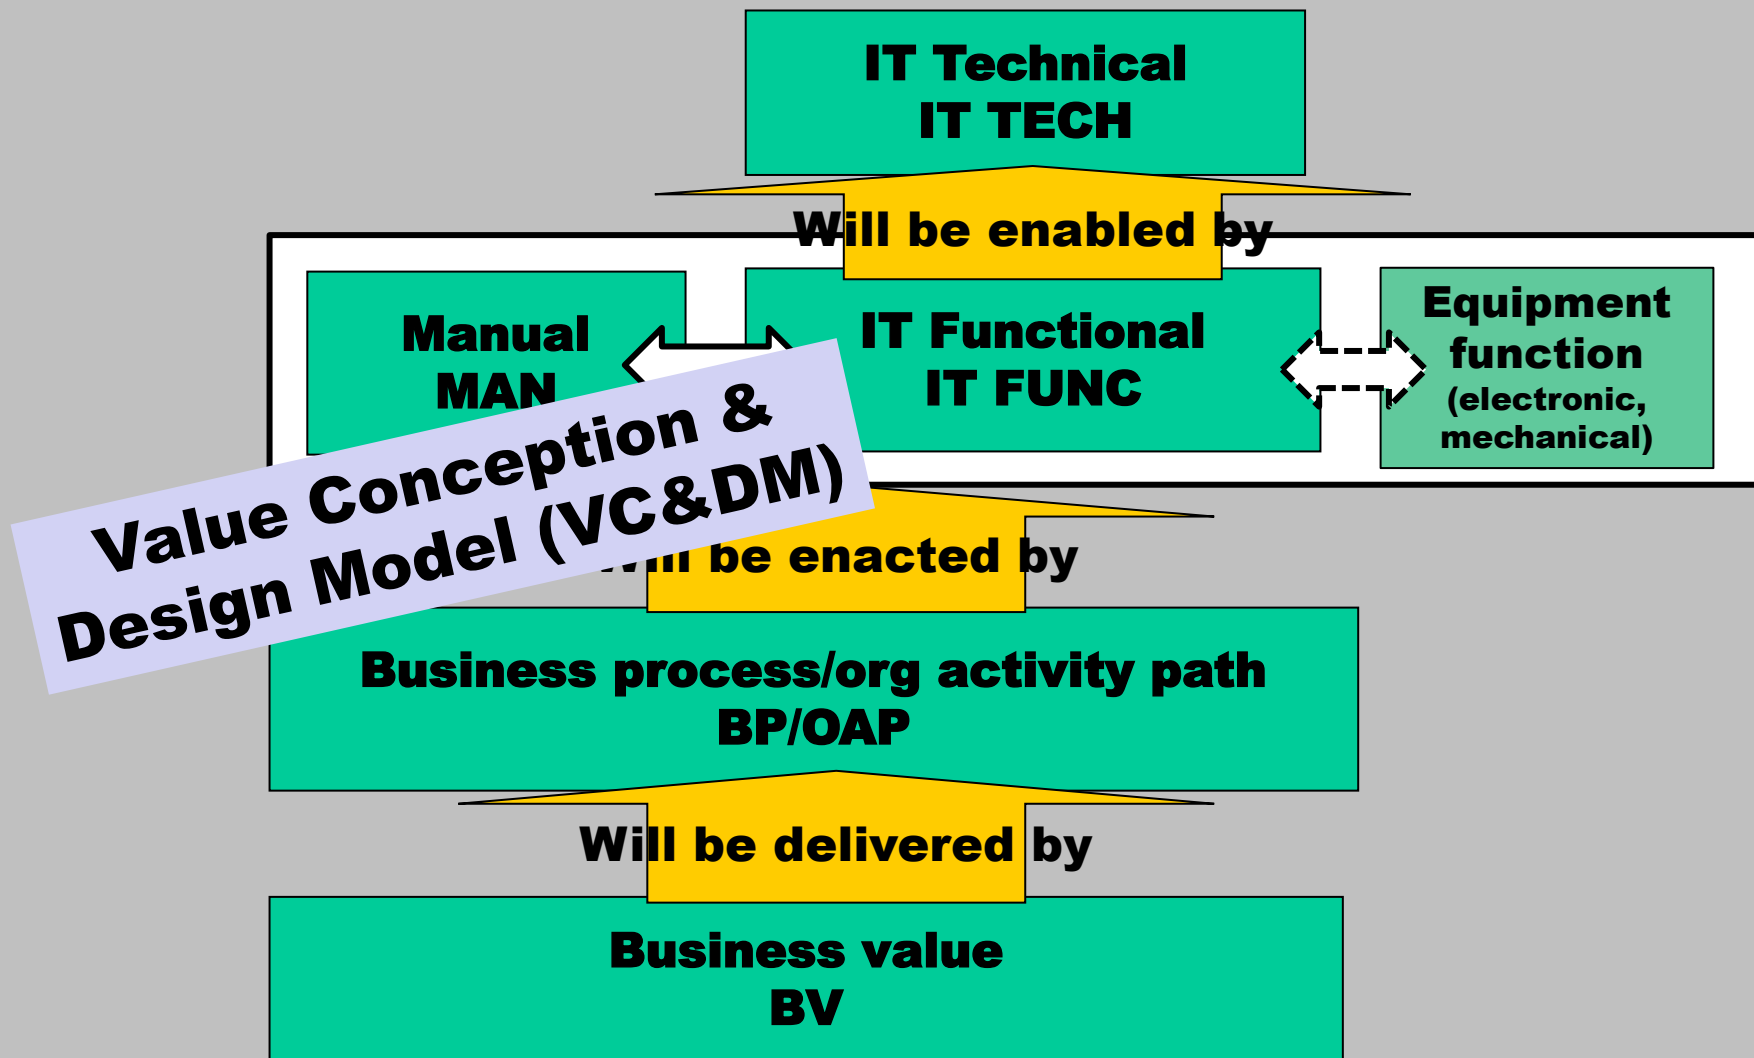 IT Technical
IT TECH
Will be enabled by
Manual
MAN
IT Functional
IT FUNC
Equipment
function
(electronic,
mechanical)
Value Conception &
Design Model (VC&DM)
Will be enacted by
Business process/org activity path
BP/OAP
Will be delivered by
Business value
BV